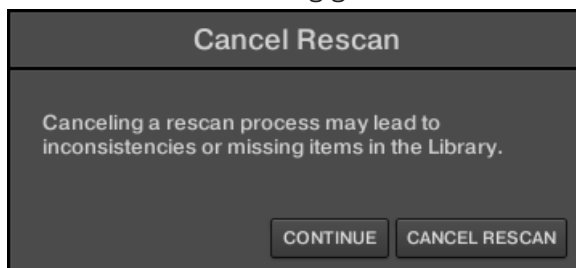 Cancel Rescan
Canceling a rescan process may lead to
inconsistencies or missing items in the Library.
CONTINUE CANCEL RESCAN